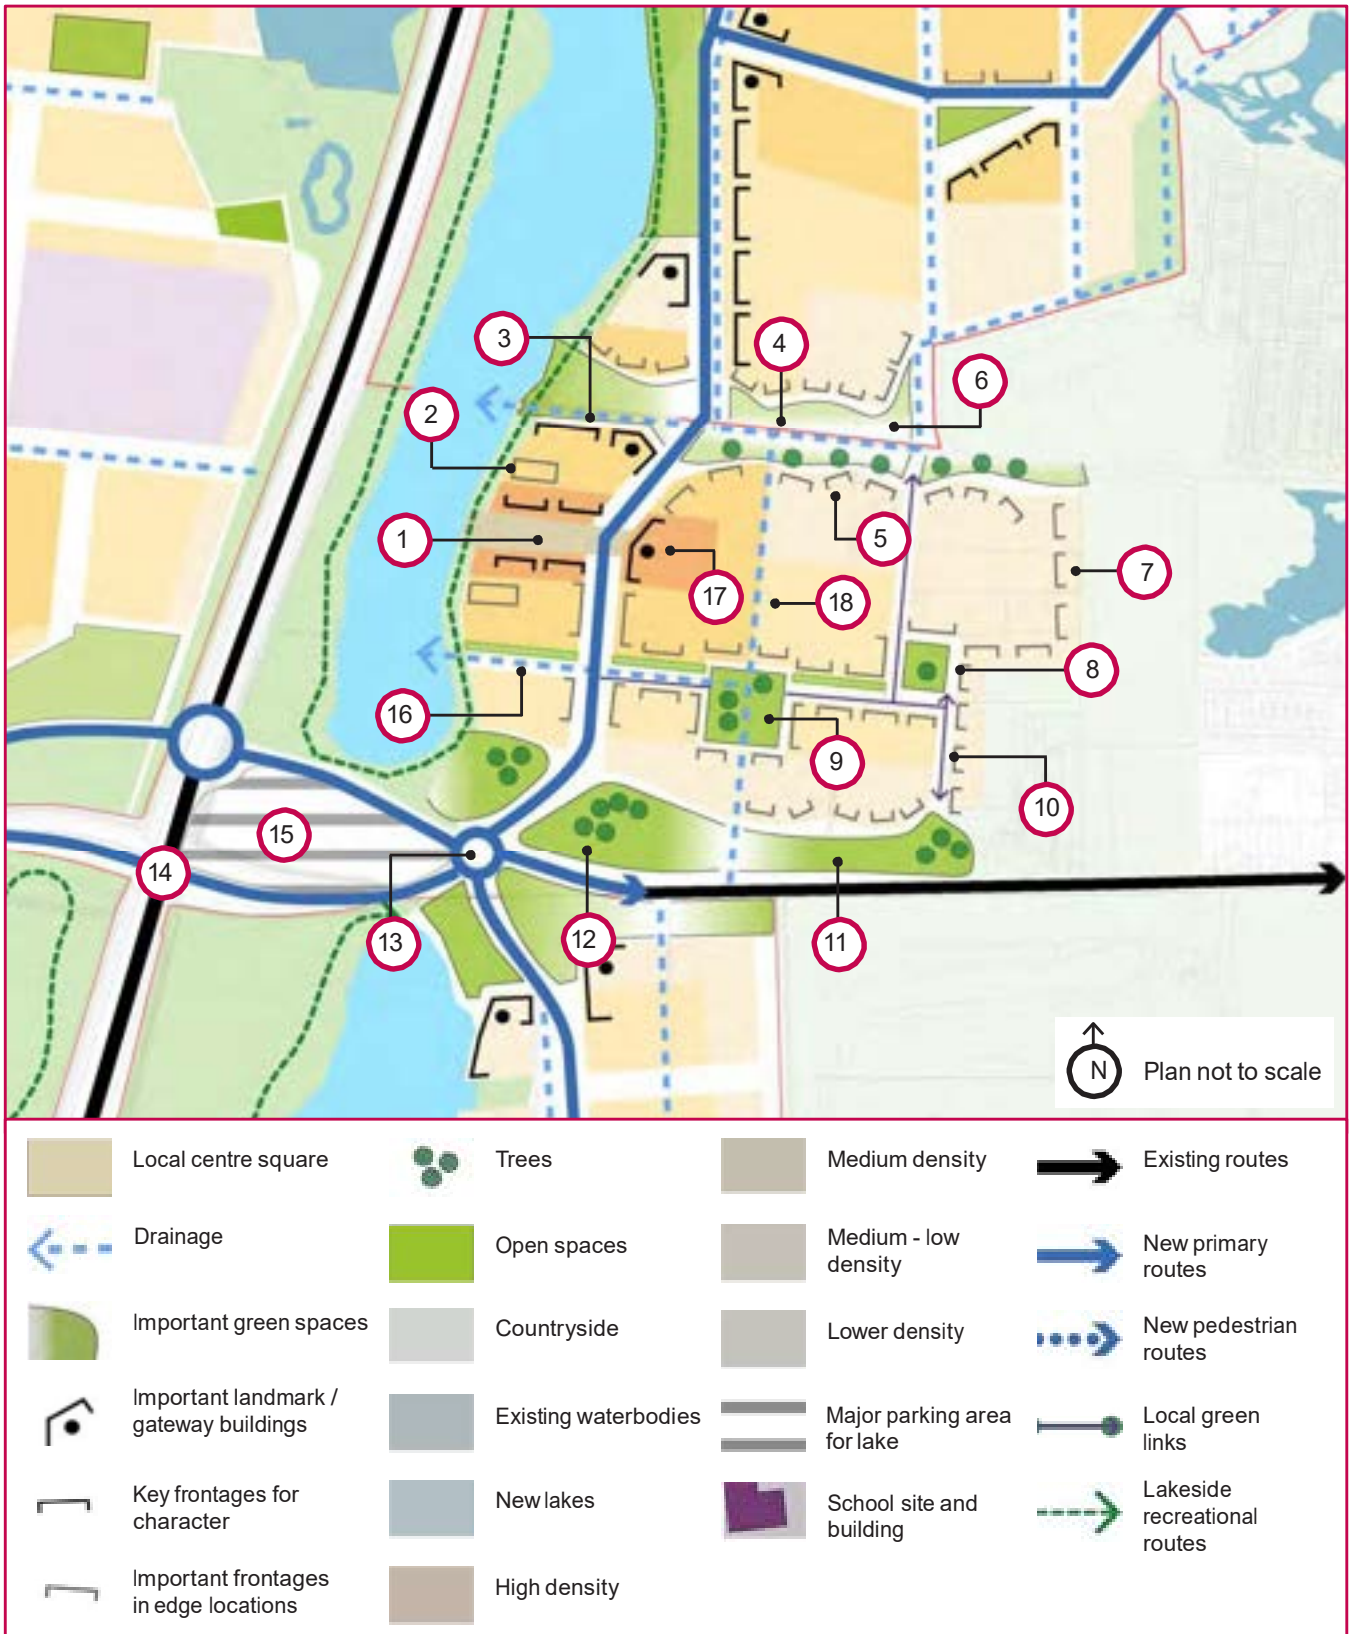 3
4
6
2
1
5
7
17
18
8
16
9
10
15
14
13
12
11
N
Plan not to scale
Local centre square
Drainage
Important green spaces
Important landmark /
gateway buildings
Key frontages for
character
Important frontages
in edge locations
Trees
Open spaces
Countryside
Existing waterbodies
New lakes
High density
Medium density
Medium - low
density
Lower density
Major parking area
for lake
School site and
building
Existing routes
New primary
routes
New pedestrian
routes
Local green
links
Lakeside
recreational
routes